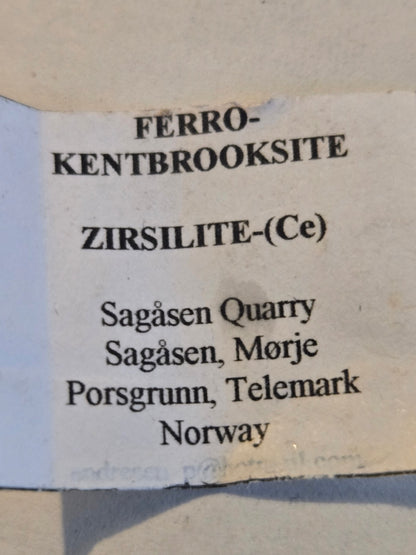 FERRO-
KENTBROOKSITE
ZIRSILITE-(Ce)
Sagåsen Quarry
Sagåsen, Mørje
Porsgrunn, Telemark
Norway